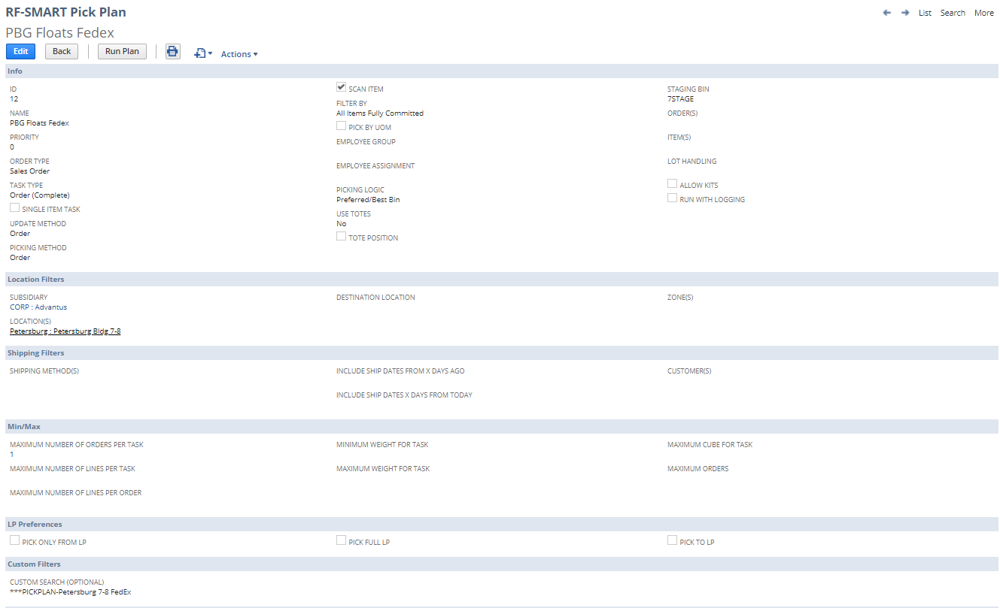 RF-SMART Pick Plan
List Search More
PBG Floats Fedex
Edit Back Run Plan Actions
Info
ID
12
NAME
PBG Floats Fedex
PRIORITY
0
ORDER TYPE
Sales Order
TASK TYPE
Order (Complete)
SINGLE ITEM TASK
UPDATE METHOD
Order
PICKING METHOD
Order
SCAN ITEM
FILTER BY
All Items Fully Committed
PICK BY UOM
EMPLOYEE GROUP
EMPLOYEE ASSIGNMENT
PICKING LOGIC
Preferred/Best Bin
USE TOTES
No
TOTE POSITION
STAGING BIN
7STAGE
ORDER(S)
ITEM(S)
LOT HANDLING
ALLOW KITS
RUN WITH LOGGING
Location Filters
SUBSIDIARY
CORP : Advantus
LOCATION(S)
Petersburg : Petersburg Bldg 7-8
DESTINATION LOCATION
ZONE(S)
Shipping Filters
SHIPPING METHOD(S)
INCLUDE SHIP DATES FROM X DAYS AGO
INCLUDE SHIP DATES X DAYS FROM TODAY
CUSTOMER(S)
Min/Max
MAXIMUM NUMBER OF ORDERS PER TASK
1
MAXIMUM NUMBER OF LINES PER TASK
MAXIMUM NUMBER OF LINES PER ORDER
MINIMUM WEIGHT FOR TASK
MAXIMUM WEIGHT FOR TASK
MAXIMUM CUBE FOR TASK
MAXIMUM ORDERS
LP Preferences
PICK ONLY FROM LP
PICK FULL LP
PICK TO LP
Custom Filters
CUSTOM SEARCH (OPTIONAL)
***PICKPLAN-Petersburg 7-8 FedEx